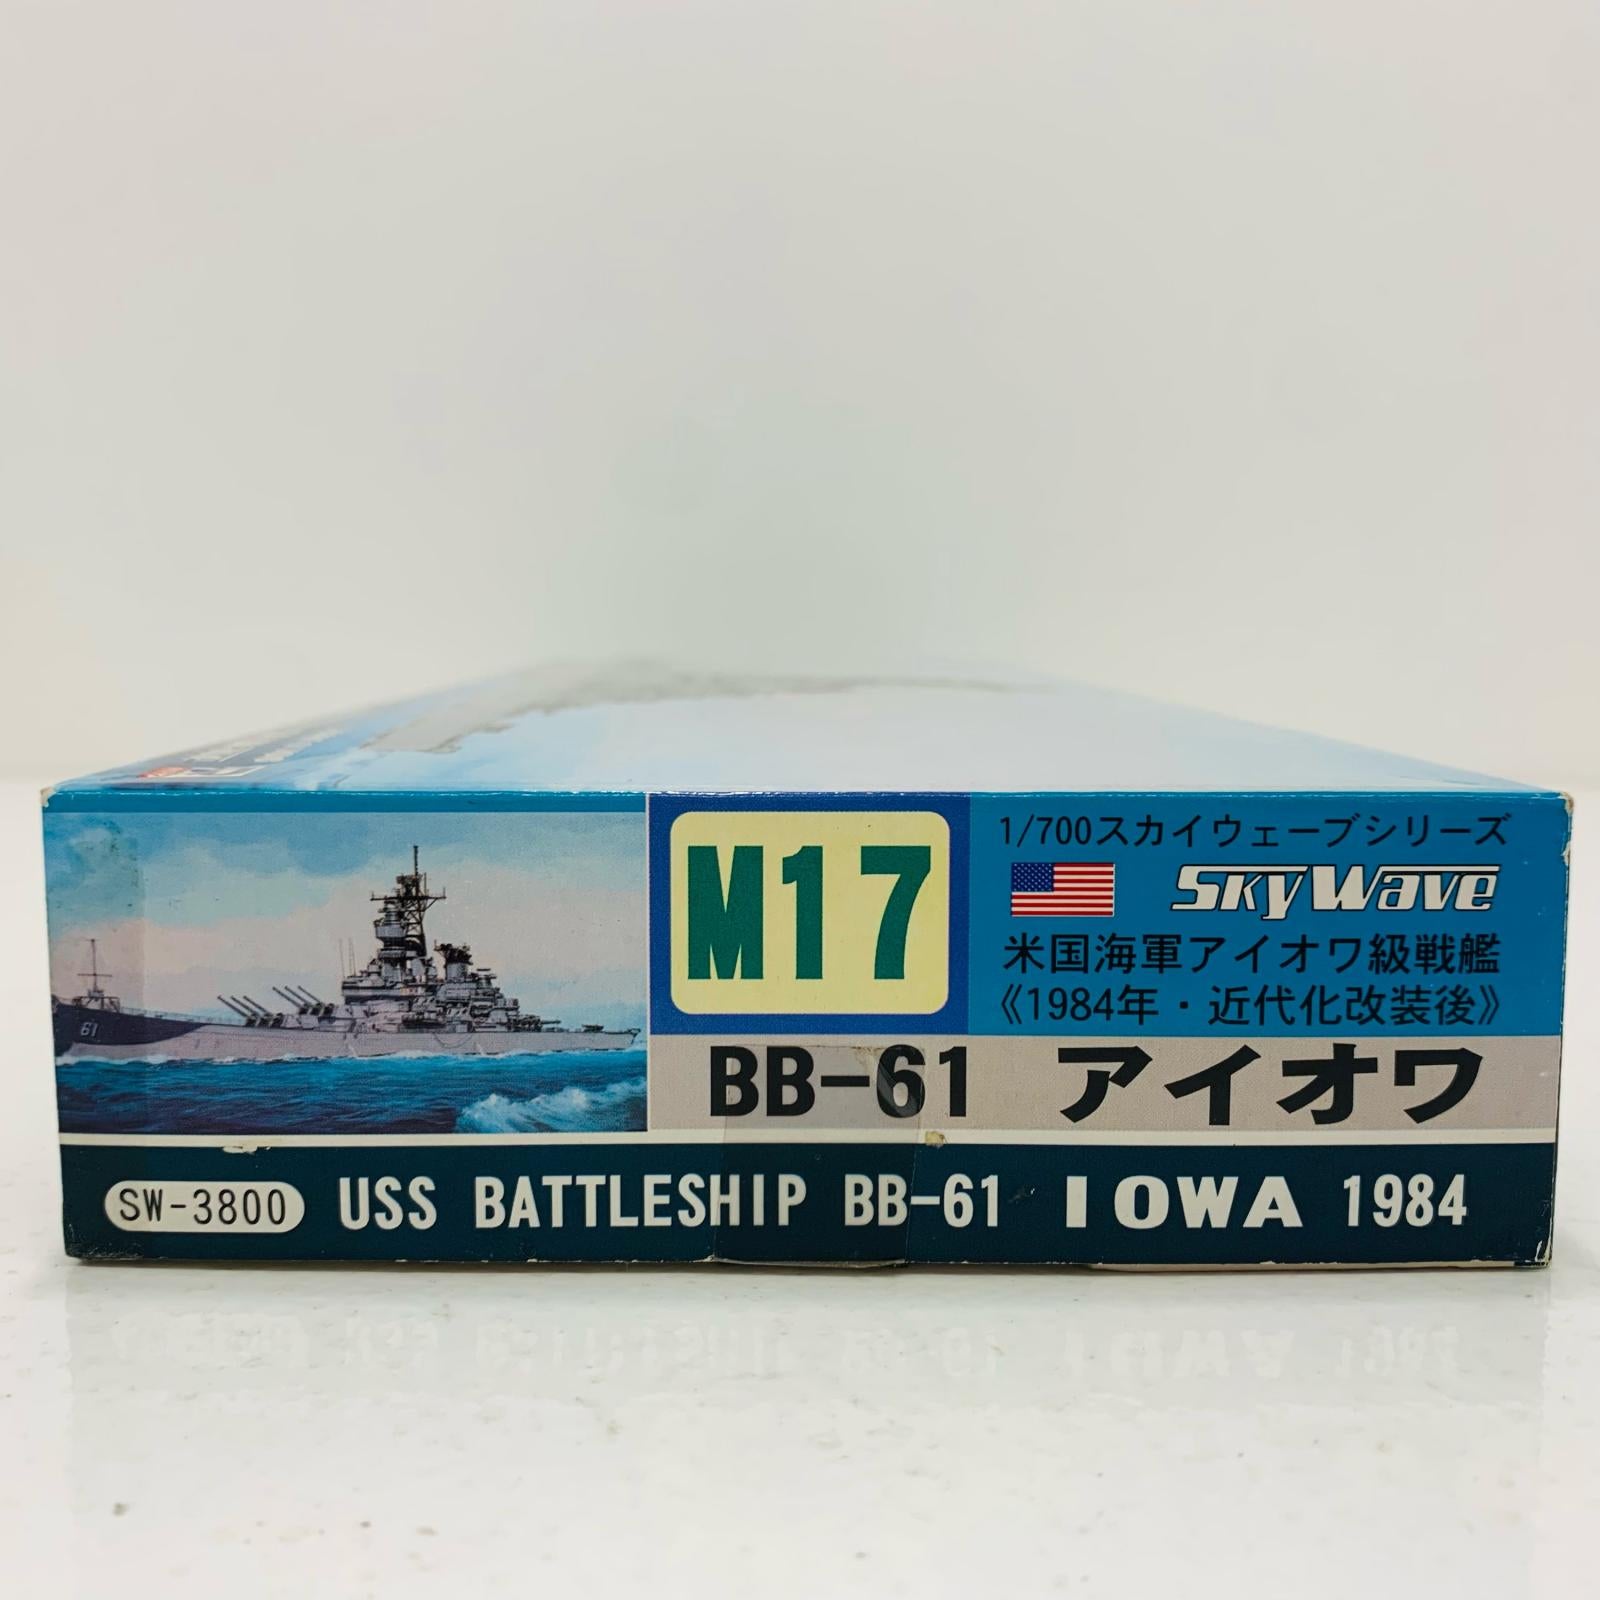 M17
1/700スカイウェーブシリーズ
SkyWave
米国海軍アイオワ級戦艦
《1984年・近代化改装後》
61
BB-61 アイオワ
SW-3800 USS BATTLESHIP BB-61 IOWA 1984